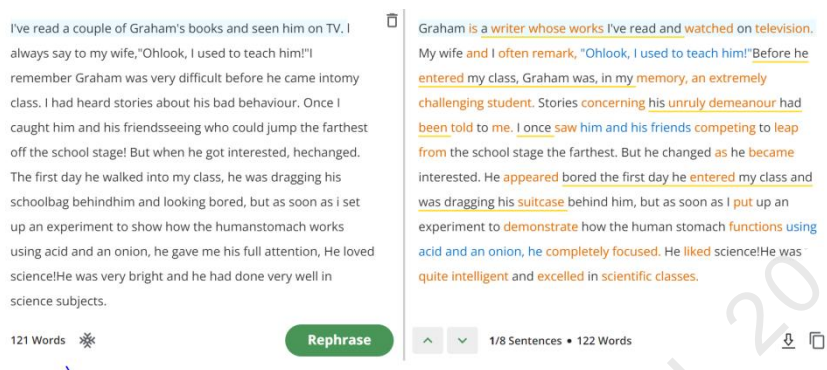 I've read a couple of Graham's books and seen him on TV. I
always say to my wife,"Ohlook, I used to teach him!"I
remember Graham was very difficult before he came intomy
class. I had heard stories about his bad behaviour. Once I
caught him and his friendsseeing who could jump the farthest
off the school stage! But when he got interested, hechanged.
The first day he walked into my class, he was dragging his
schoolbag behindhim and looking bored, but as soon as i set
up an experiment to show how the humanstomach works
using acid and an onion, he gave me his full attention, He loved
science!He was very bright and he had done very well in
science subjects.
121 Words
Rephrase
Graham is a writer whose works I've read and watched on television.
My wife and I often remark, "Ohlook, I used to teach him!"Before he
entered my class, Graham was, in my memory, an extremely
challenging student. Stories concerning his unruly demeanour had
been told to me. I once saw him and his friends competing to leap
from the school stage the farthest. But he changed as he became
interested. He appeared bored the first day he entered my class and
was dragging his suitcase behind him, but as soon as I put up an
experiment to demonstrate how the human stomach functions using
acid and an onion, he completely focused. He liked science!He was
quite intelligent and excelled in scientific classes.
1/8 Sentences • 122 Words
20